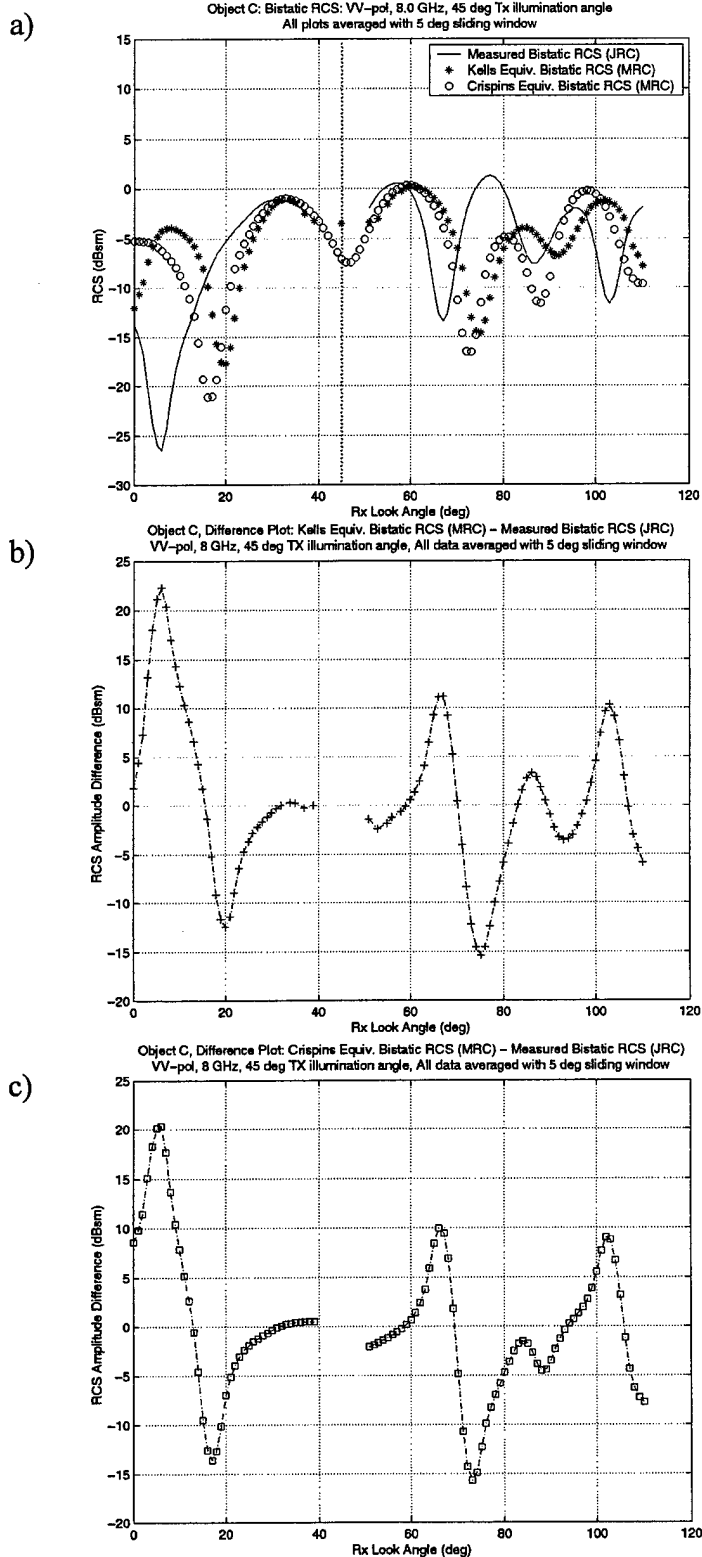 a)
Object C: Bistatic RCS: VV-pol, 8.0 GHz, 45 deg Tx illumination angle
All plots averaged with 5 deg sliding window
Measured Bistatic RCS (JRC)
Kells Equiv. Bistatic RCS (MRC)
Crispins Equiv. Bistatic RCS (MRC)
RCS (dBsm)
15
10
5
0
-5
-10
-15
-20
-25
-30
0
20
40
60
80
100
120
Rx Look Angle (deg)
b)
Object C, Difference Plot: Kells Equiv. Bistatic RCS (MRC) - Measured Bistatic RCS (JRC)
VV-pol, 8 GHz, 45 deg TX illumination angle, All data averaged with 5 deg sliding window
RCS Amplitude Difference (dBsm)
25
20
15
10
5
0
-5
-10
-15
-20
0
20
40
60
80
100
120
Rx Look Angle (deg)
c)
Object C, Difference Plot: Crispins Equiv. Bistatic RCS (MRC) - Measured Bistatic RCS (JRC)
VV-pol, 8 GHz, 45 deg TX illumination angle, All data averaged with 5 deg sliding window
RCS Amplitude Difference (dBsm)
25
20
15
10
5
0
-5
-10
-15
-20
0
20
40
60
80
100
120
Rx Look Angle (deg)